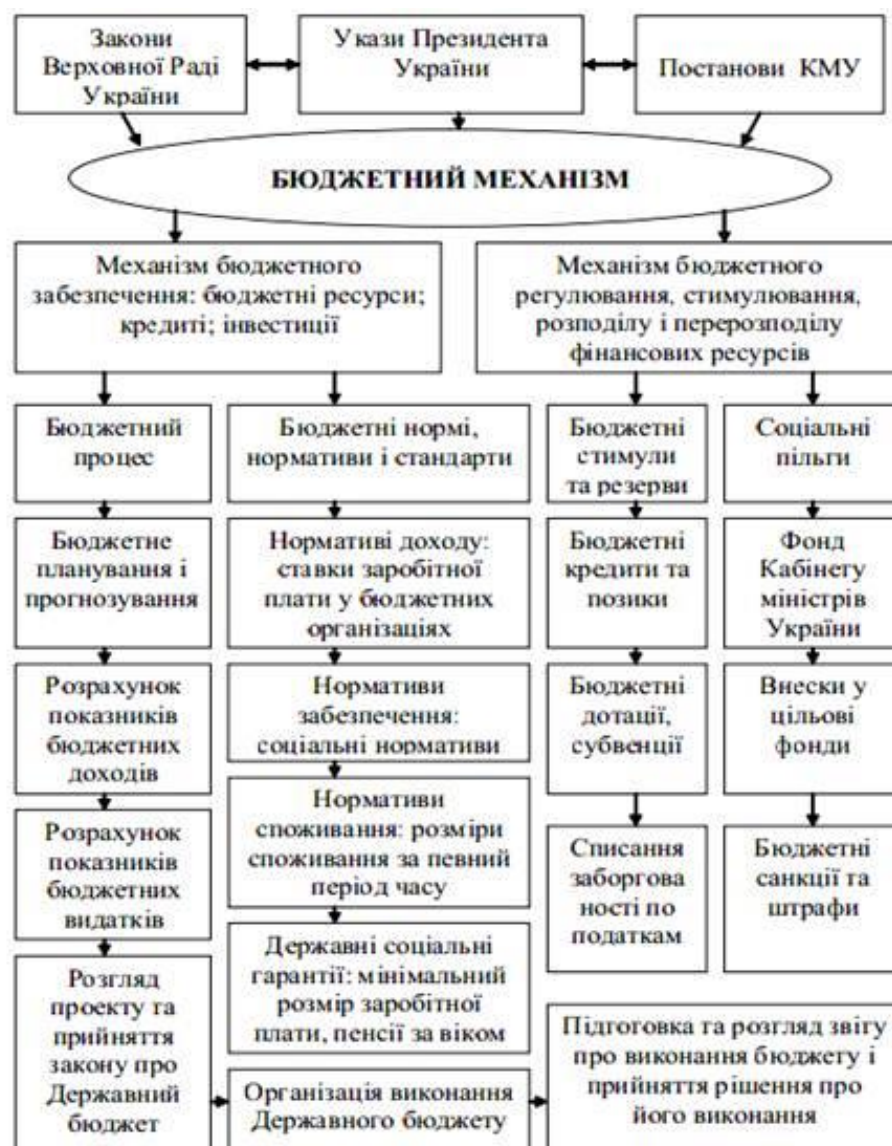 Закони
Верховної Раді
України
Укази Президента
України
Постанови КМУ
БЮДЖЕТНИЙ МЕХАНІЗМ
Механізм бюджетного
забезпечення: бюджетні ресурси;
кредиті; інвестиції
Механізм бюджетного
регулювання, стимулювання,
розподілу і перерозподілу
фінансових ресурсів
Бюджетний
процес
Бюджетні нормі,
нормативи і стандарти
Бюджетні
стимули
та резерви
Соціальні
пільги
Бюджетне
планування і
прогнозування
Нормативі доходу:
ставки заробітної
плати у бюджетних
організаціях
Бюджетні
кредити та
позики
Фонд
Кабінету
міністрів
України
Розрахунок
показників
бюджетних
доходів
Нормативи
забезпечення:
соціальні нормативи
Бюджетні
дотації,
субвенції
Внески у
цільові
фонди
Розрахунок
показників
бюджетних
видатків
Нормативи
споживання: розміри
споживання за певний
період часу
Списання
заборгова
ності по
податкам
Бюджетні
санкції та
штрафи
Розгляд
проекту та
прийняття
закону про
Державний
бюджет
Державні соціальні
гарантії: мінімальний
розмір заробітної
плати, пенсії за віком
Організація виконання
Державного бюджету
Підготовка та розгляд звігу
про виконання бюджету і
прийняття рішення про
його виконання